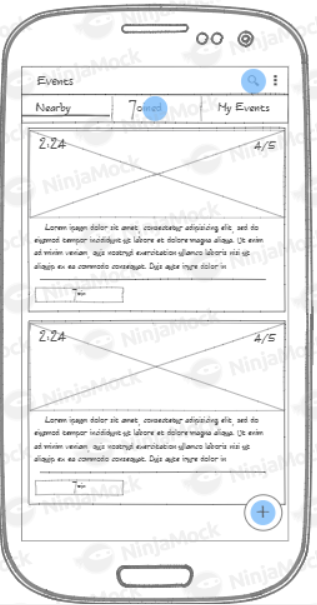 Events
Nearby Joined My Events
2:24 4/5
Lorem ipsum dolor sit amet, consectetur adipisicing elit, sed do
eiusmod tempor incididunt ut labore et dolore magna aliqua. Ut enim
ad minim veniam, quis nostrud exercitation ullamco laboris nisi ut
aliquip ex ea commodo consequat. Duis aute irure dolor in
Join
2:24 4/5
Lorem ipsum dolor sit amet, consectetur adipisicing elit, sed do
eiusmod tempor incididunt ut labore et dolore magna aliqua. Ut enim
ad minim veniam, quis nostrud exercitation ullamco laboris nisi ut
aliquip ex ea commodo consequat. Duis aute irure dolor in
Join
+
NinjaMock